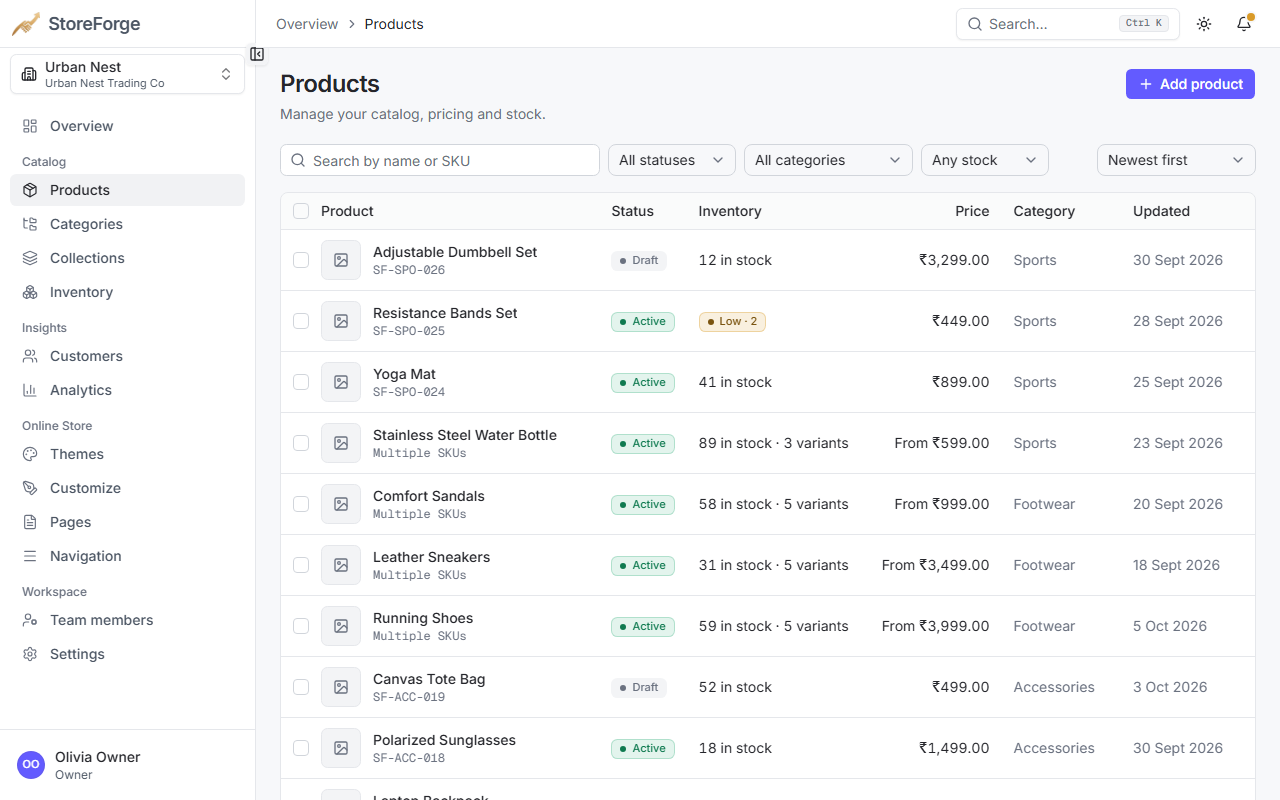 StoreForge
Overview > Products
Search...
Ctrl K
Urban Nest
Urban Nest Trading Co
Overview
Catalog
Products
Categories
Collections
Inventory
Insights
Customers
Analytics
Online Store
Themes
Customize
Pages
Navigation
Workspace
Team members
Settings
OO
Olivia Owner
Owner
Products
Manage your catalog, pricing and stock.
Add product
Search by name or SKU
All statuses
All categories
Any stock
Newest first
Product Status Inventory Price Category Updated
Adjustable Dumbbell Set
SF-SPO-026
Draft 12 in stock ₹3,299.00 Sports 30 Sept 2026
Resistance Bands Set
SF-SPO-025
Active Low · 2 ₹449.00 Sports 28 Sept 2026
Yoga Mat
SF-SPO-024
Active 41 in stock ₹899.00 Sports 25 Sept 2026
Stainless Steel Water Bottle
Multiple SKUs
Active 89 in stock · 3 variants From ₹599.00 Sports 23 Sept 2026
Comfort Sandals
Multiple SKUs
Active 58 in stock · 5 variants From ₹999.00 Footwear 20 Sept 2026
Leather Sneakers
Multiple SKUs
Active 31 in stock · 5 variants From ₹3,499.00 Footwear 18 Sept 2026
Running Shoes
Multiple SKUs
Active 59 in stock · 5 variants From ₹3,999.00 Footwear 5 Oct 2026
Canvas Tote Bag
SF-ACC-019
Draft 52 in stock ₹499.00 Accessories 3 Oct 2026
Polarized Sunglasses
SF-ACC-018
Active 18 in stock ₹1,499.00 Accessories 30 Sept 2026